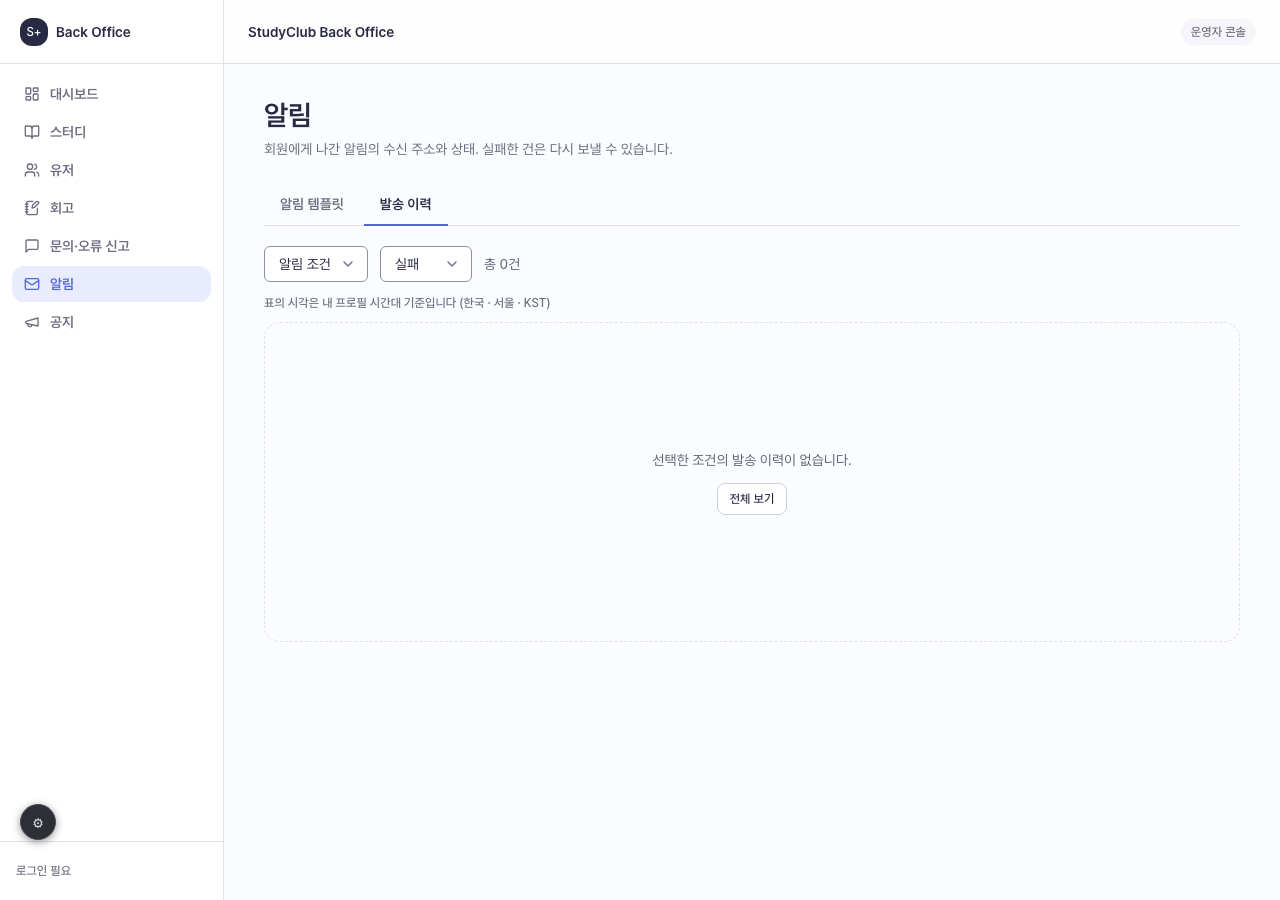 S+ Back Office
StudyClub Back Office
운영자 콘솔
대시보드
스터디
유저
회고
문의·오류 신고
알림
공지
로그인 필요
알림
회원에게 나간 알림의 수신 주소와 상태. 실패한 건은 다시 보낼 수 있습니다.
알림 템플릿
발송 이력
알림 조건
실패
총 0건
표의 시각은 내 프로필 시간대 기준입니다 (한국 · 서울 · KST)
선택한 조건의 발송 이력이 없습니다.
전체 보기